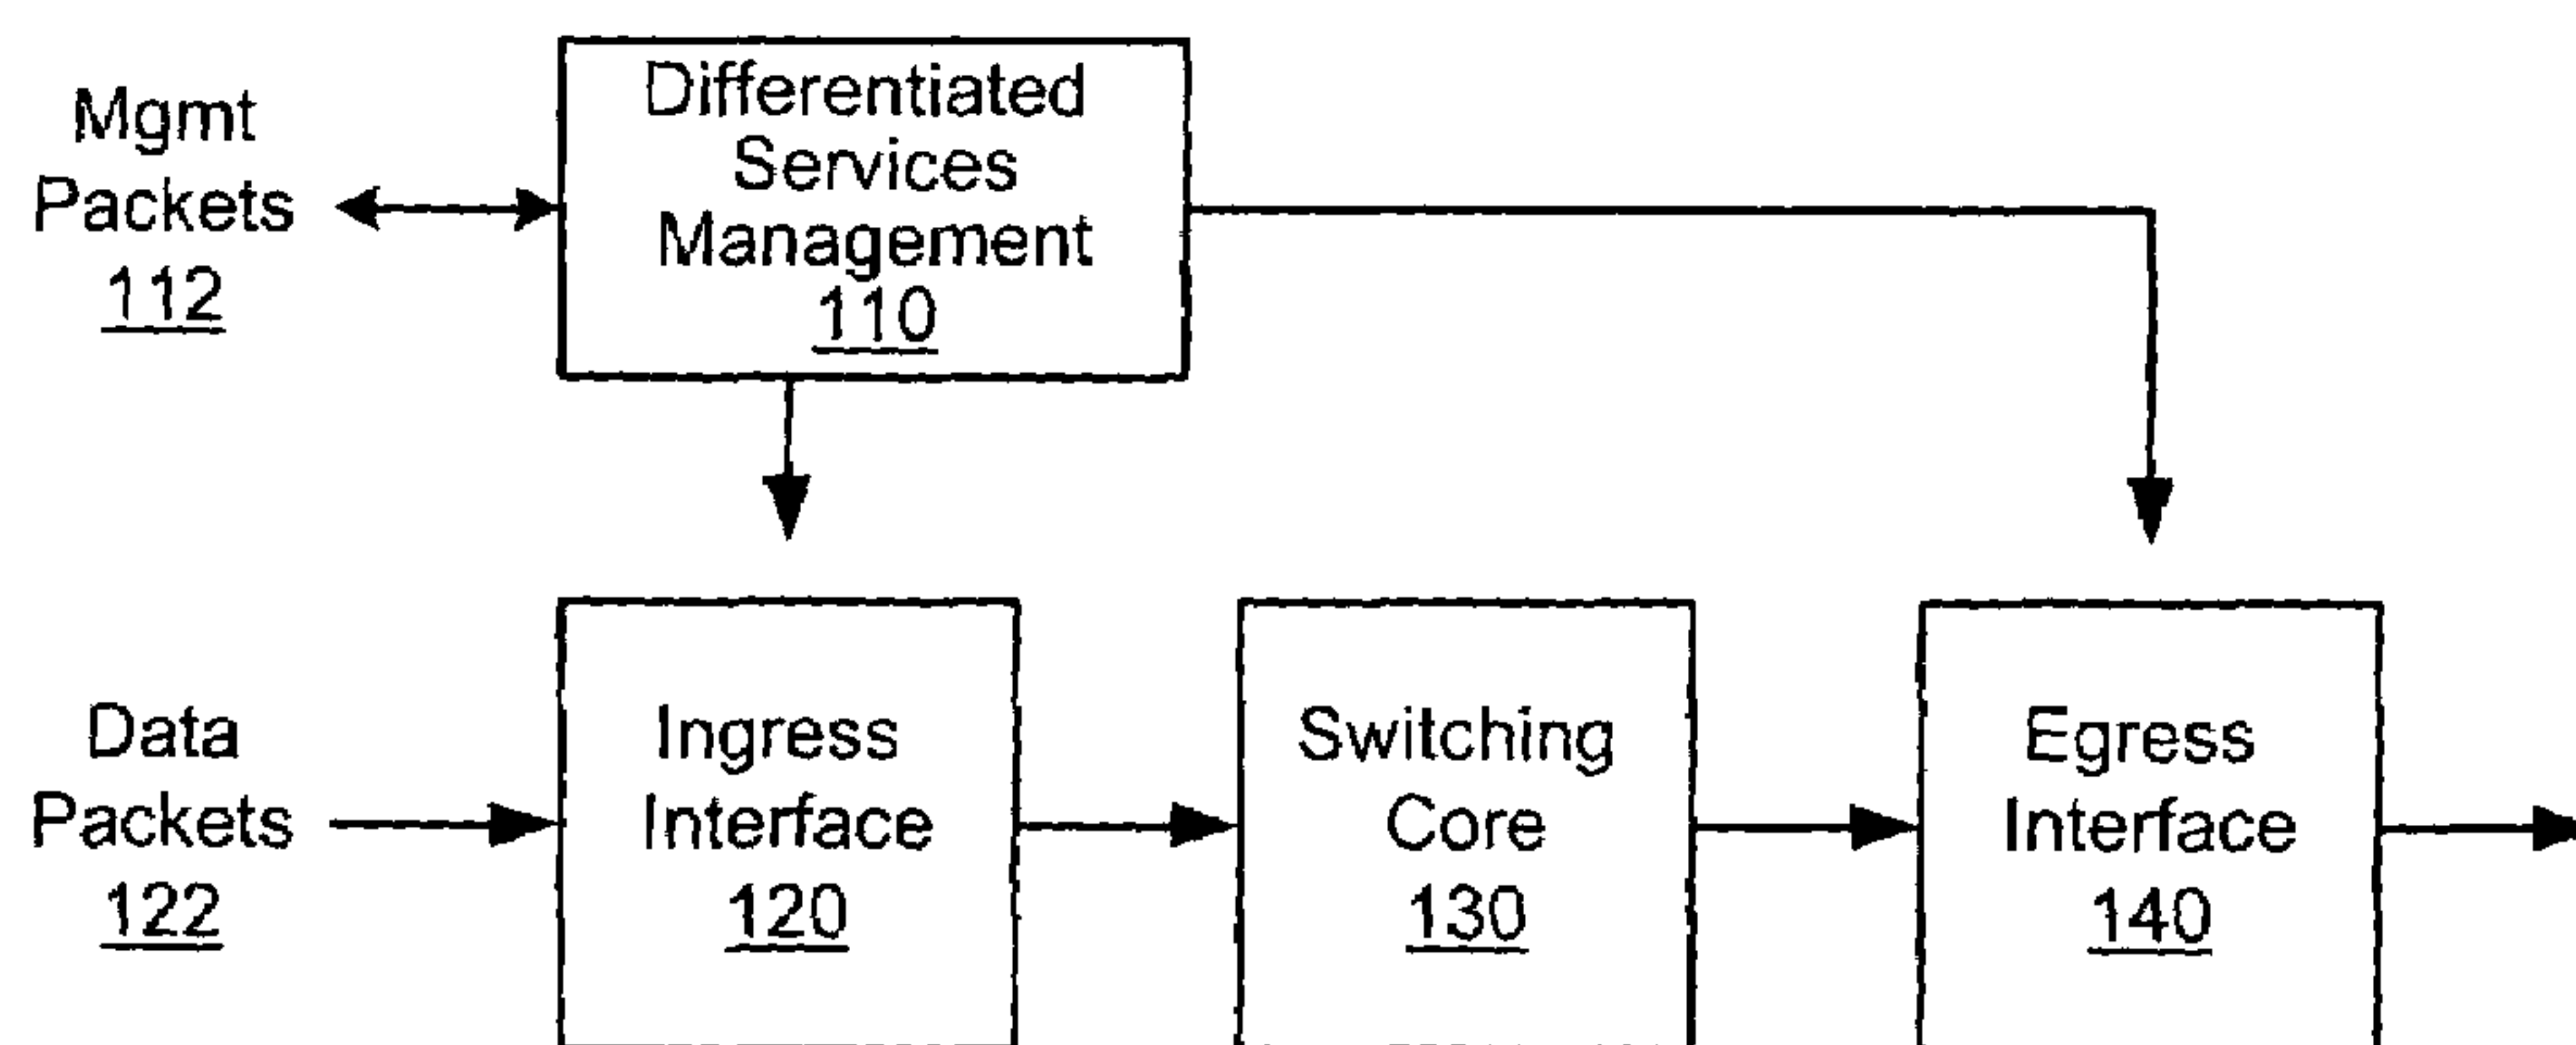 Mgmt
Packets
112
Differentiated
Services
Management
110
Data
Packets
122
Ingress
Interface
120
Switching
Core
130
Egress
Interface
140